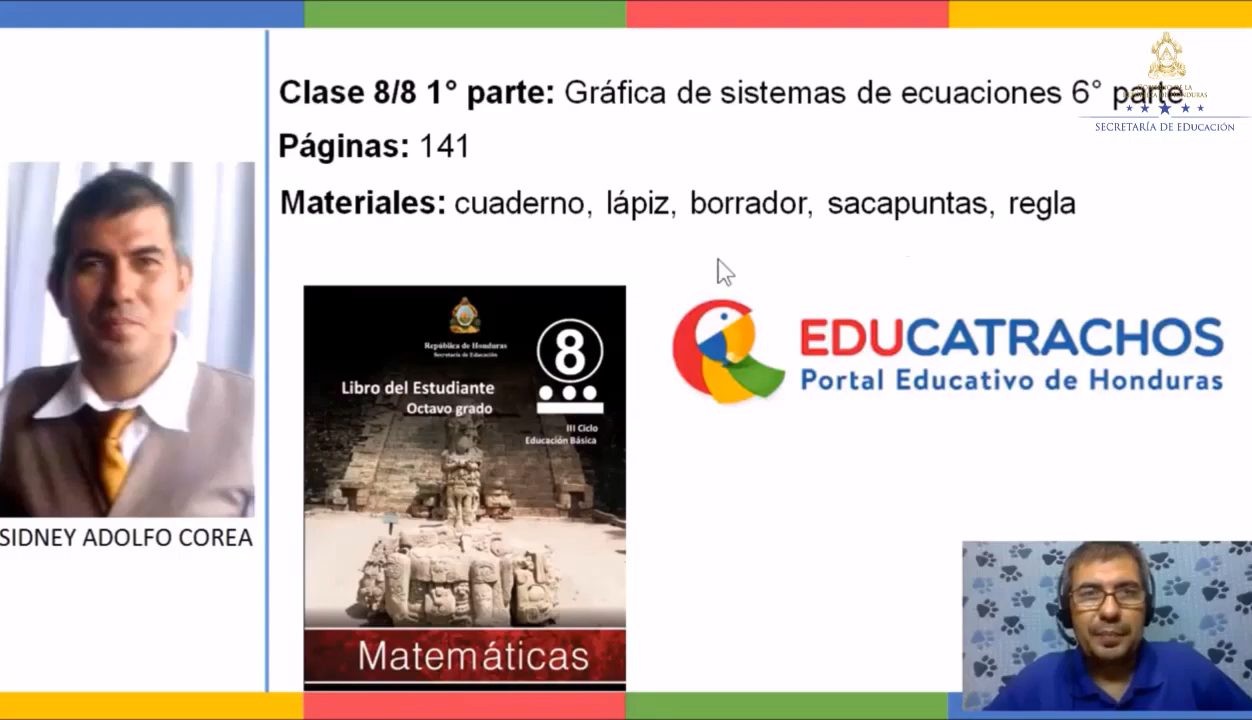 Clase 8/8 1° parte: Gráfica de sistemas de ecuaciones 6° parte
Páginas: 141
Materiales: cuaderno, lápiz, borrador, sacapuntas, regla
SECRETARÍA DE EDUCACIÓN
SIDNEY ADOLFO COREA
República de Honduras
Secretaría de Educación
8
Libro del Estudiante
Octavo grado
III Ciclo
Educación Básica
Matemáticas
EDUCATRACHOS
Portal Educativo de Honduras